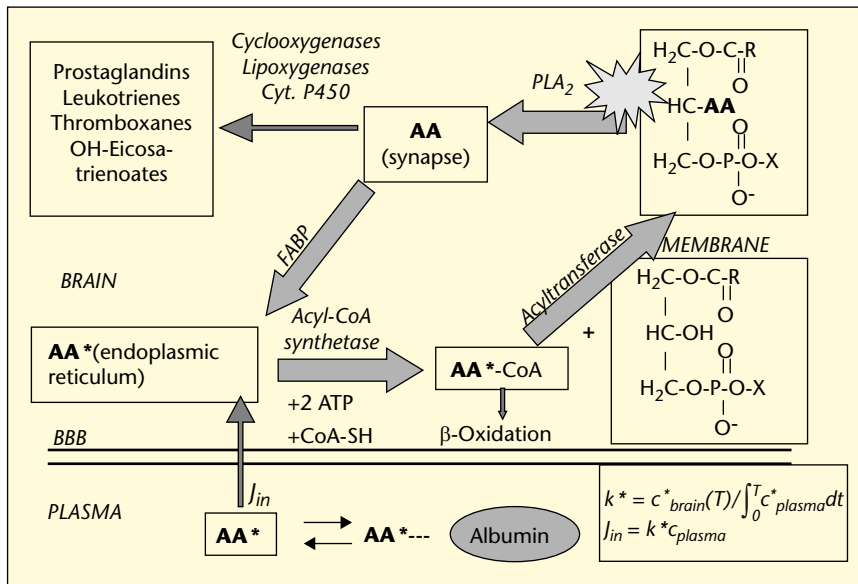 Cyclooxygenases
Lipoxygenases
Cyt. P450
Prostaglandins
Leukotrienes
Thromboxanes
OH-Eicosa-
trienoates
AA
(synapse)
PLA2
H2C-O-CR
O
HC-AA
O
H2C-O-P-O-X
O-
FABP
Acyltransferase
MEMBRANE
BRAIN
H2C-O-CR
O
HC-OH
O
H2C-O-P-O-X
O-
+
AA*(endoplasmic
reticulum)
Acyl-CoA
synthetase
+2 ATP
+CoA-SH
AA*-CoA
β-Oxidation
BBB
Jin
PLASMA
AA*
AA*---
Albumin
k* = c*brain(T)/∫0T c*plasmadt
Jin = k*cplasma